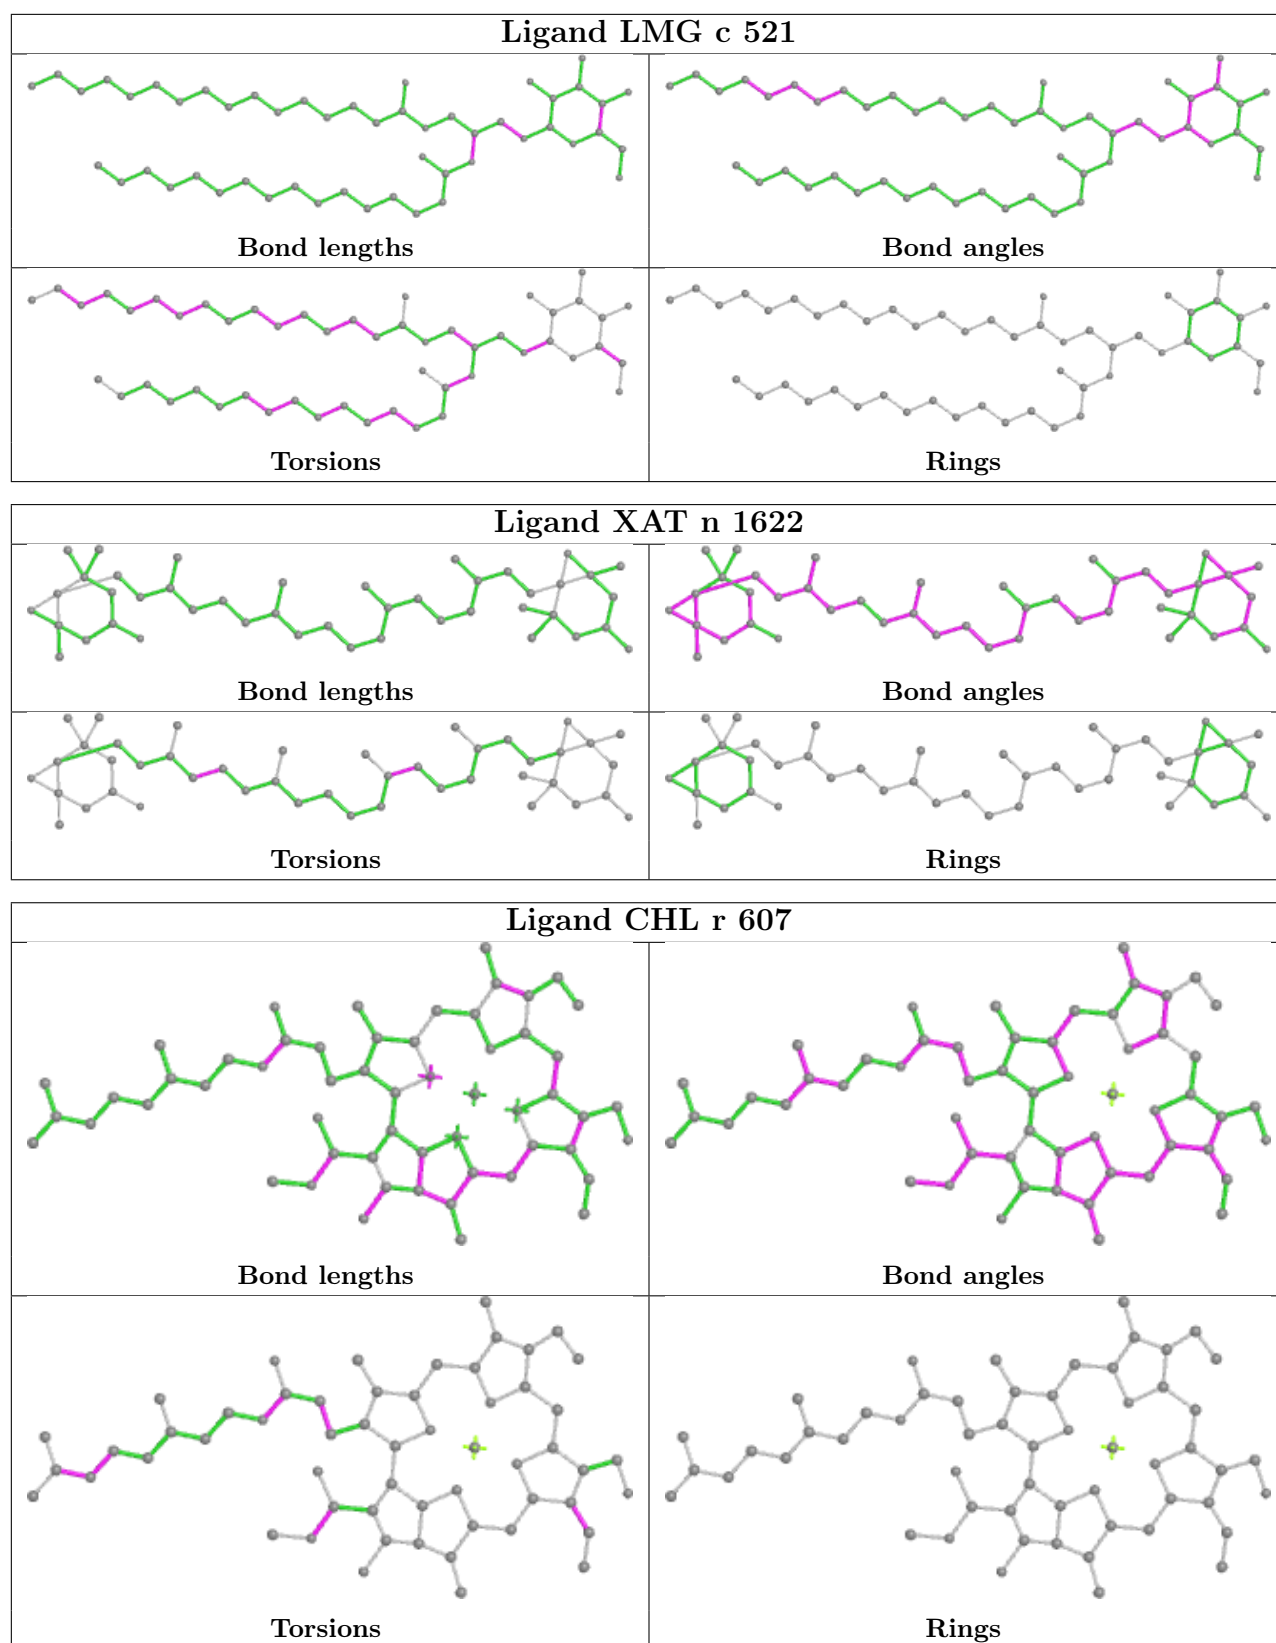 Ligand LMG c 521
Bond lengths
Bond angles
Torsions
Rings
Ligand XAT n 1622
Bond lengths
Bond angles
Torsions
Rings
Ligand CHL r 607
Bond lengths
Bond angles
Torsions
Rings